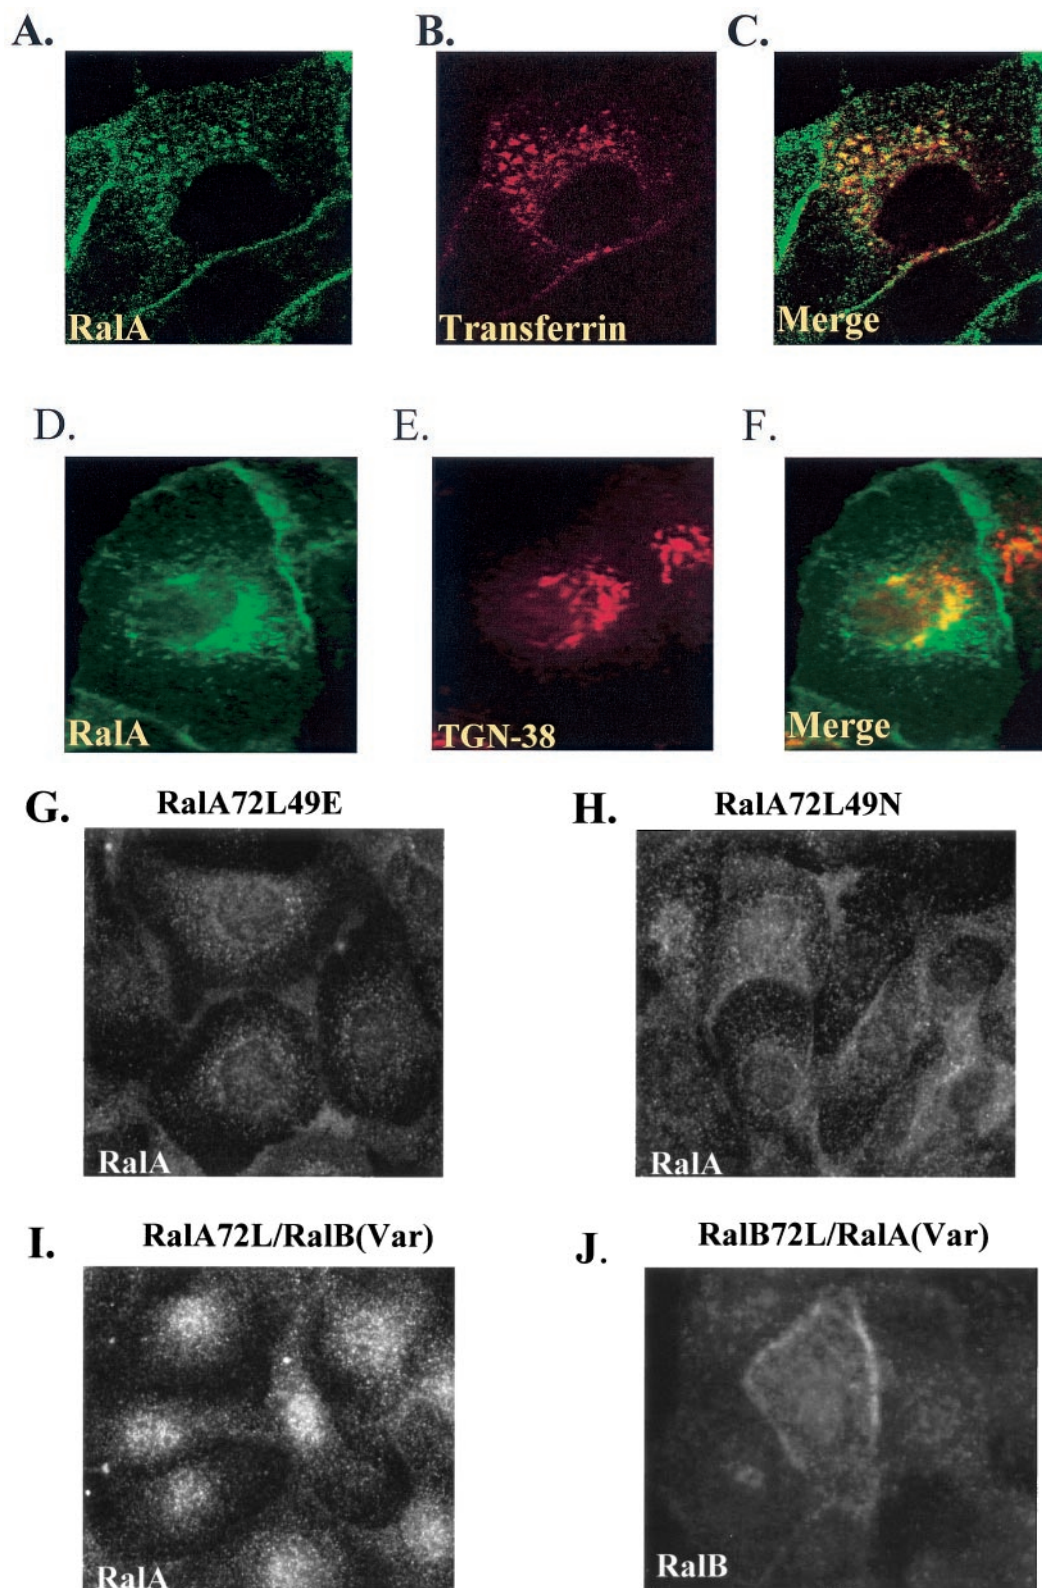 A.
B.
C.
RalA
Transferrin
Merge
D.
E.
F.
RalA
TGN-38
Merge
G.
RalA72L49E
H.
RalA72L49N
RalA
RalA
I.
RalA72L/RalB(Var)
J.
RalB72L/RalA(Var)
RalA
RalB